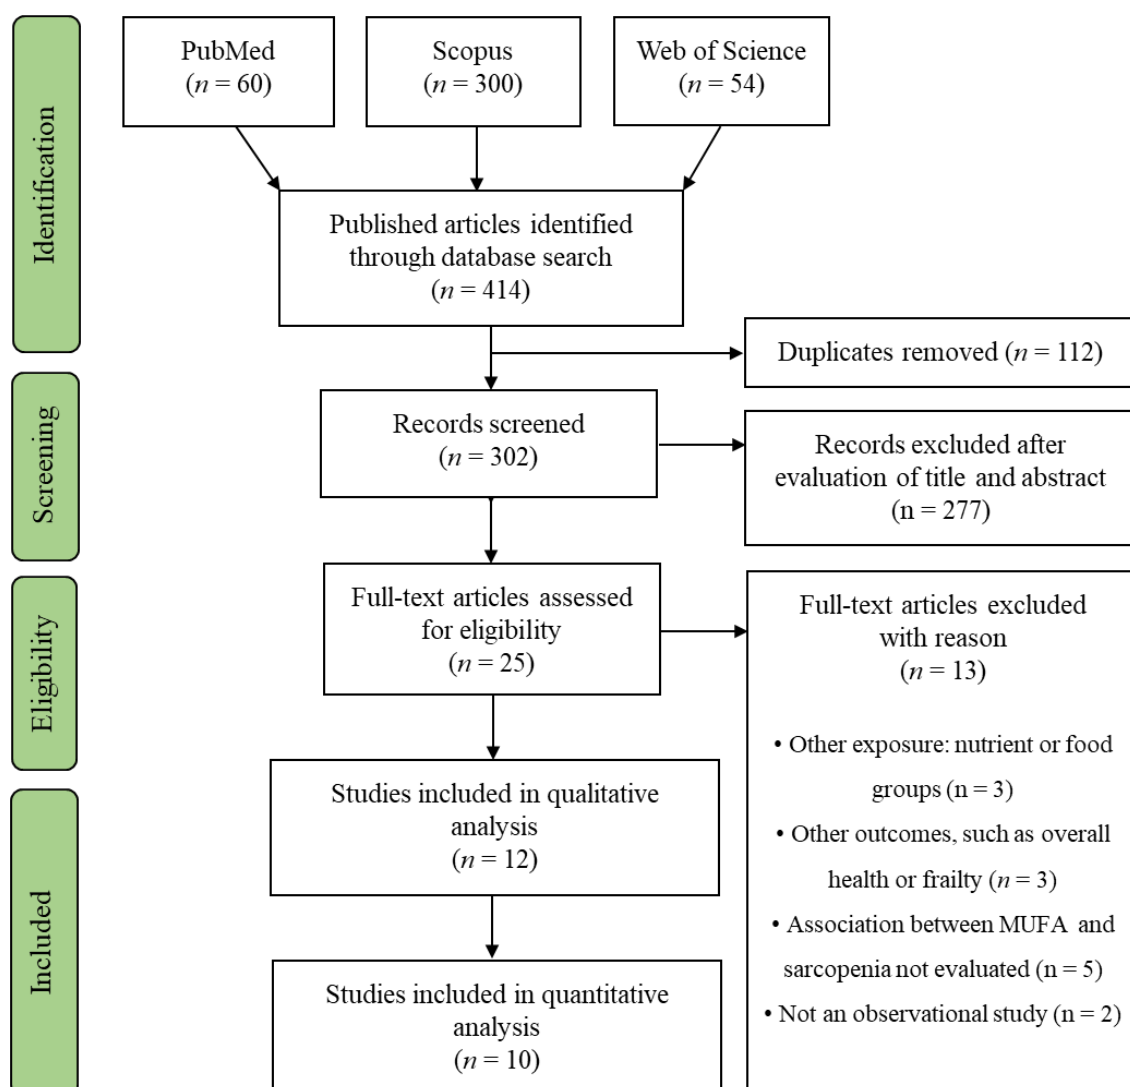 Identification
PubMed
(n = 60)
Scopus
(n = 300)
Web of Science
(n = 54)
Published articles identified
through database search
(n = 414)
Duplicates removed (n = 112)
Screening
Records screened
(n = 302)
Records excluded after
evaluation of title and abstract
(n = 277)
Eligibility
Full-text articles assessed
for eligibility
(n = 25)
Full-text articles excluded
with reason
(n = 13)
• Other exposure: nutrient or food
groups (n = 3)
• Other outcomes, such as overall
health or frailty (n = 3)
• Association between MUFA and
sarcopenia not evaluated (n = 5)
• Not an observational study (n = 2)
Included
Studies included in qualitative
analysis
(n = 12)
Studies included in quantitative
analysis
(n = 10)